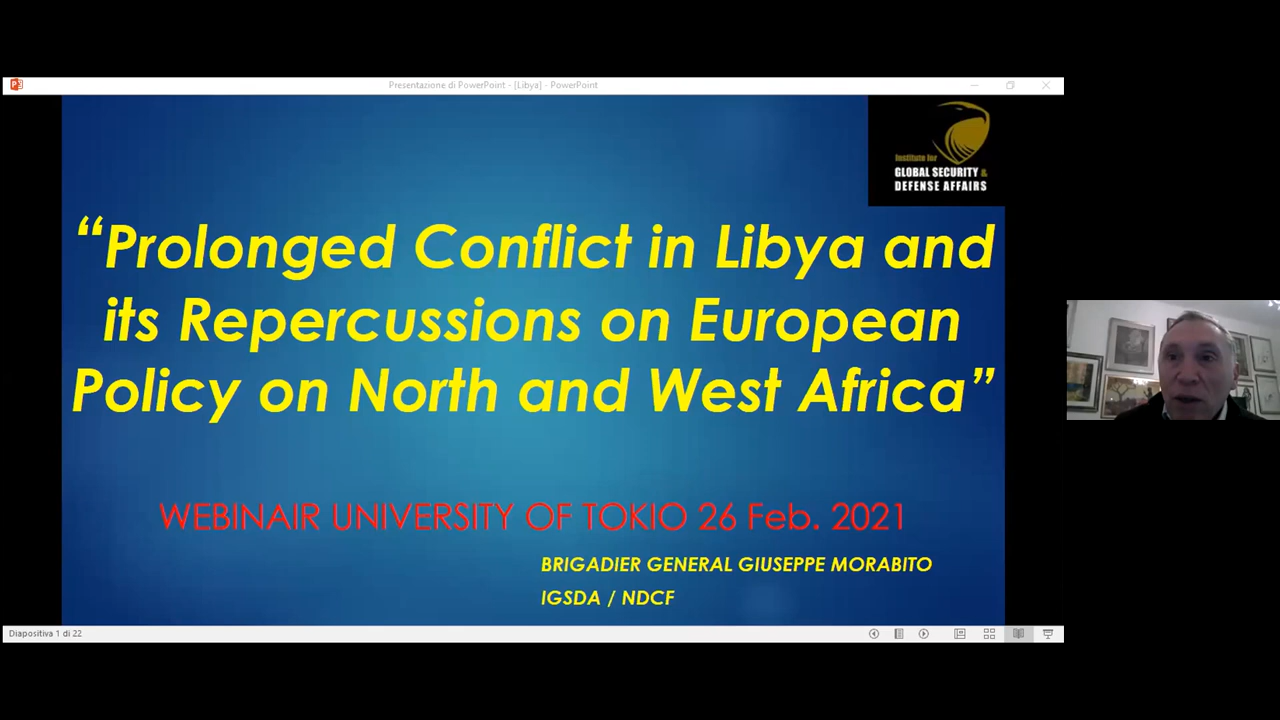 Presentazione di PowerPoint - [Libya] - PowerPoint
Institute for
GLOBAL SECURITY &
DEFENSE AFFAIRS
“Prolonged Conflict in Libya and
its Repercussions on European
Policy on North and West Africa”
WEBINAIR UNIVERSITY OF TOKIO 26 Feb. 2021
BRIGADIER GENERAL GIUSEPPE MORABITO
IGSDA / NDCF
Diapositiva 1 di 22